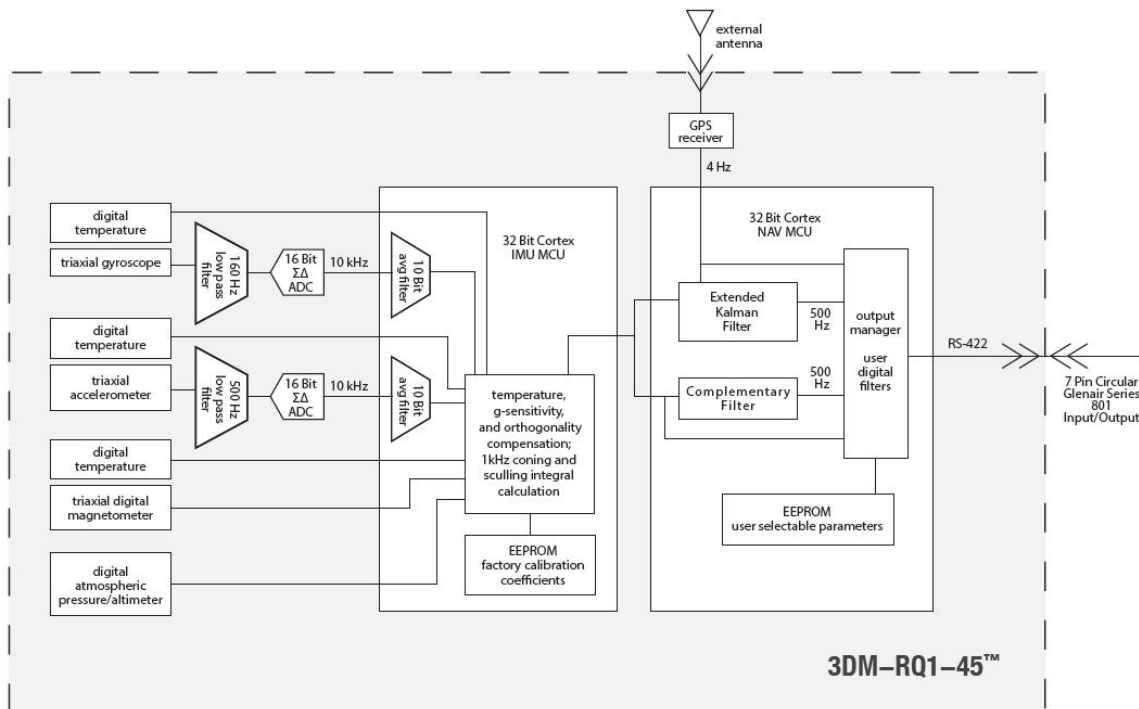 external
antenna
GPS
receiver
4 Hz
digital
temperature
triaxial gyroscope
160 Hz
low pass
filter
16 Bit
ΣΔ
ADC
10 kHz
10 Bit
avg filter
32 Bit Cortex
IMU MCU
digital
temperature
triaxial
accelerometer
500 Hz
low pass
filter
16 Bit
ΣΔ
ADC
10 kHz
10 Bit
avg filter
digital
temperature
triaxial digital
magnetometer
digital
atmospheric
pressure/altimeter
temperature,
g-sensitivity,
and orthogonality
compensation;
1kHz coning and
sculling integral
calculation
EEPROM
factory calibration
coefficients
32 Bit Cortex
NAV MCU
Extended
Kalman
Filter
500
Hz
Complementary
Filter
500
Hz
output
manager
user
digital
filters
EEPROM
user selectable parameters
RS-422
7 Pin Circular
Glenair Series
801
Input/Output
3DM–RQ1–45™